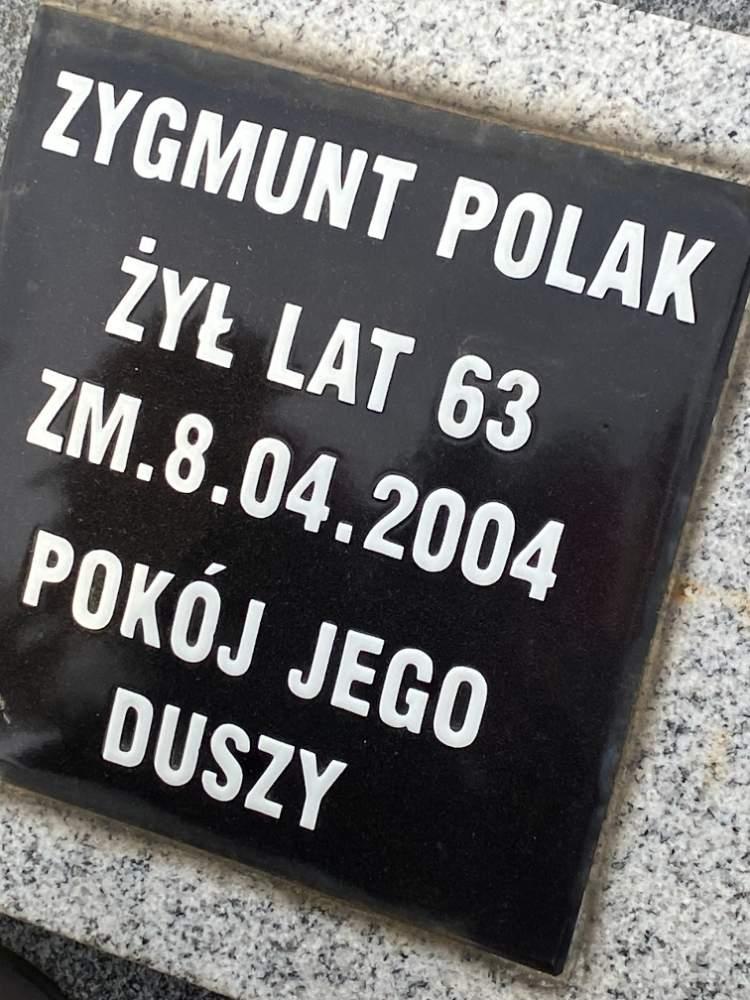 ZYGMUNT POLAK
ŻYŁ LAT 63
ZM.8.04.2004
POKÓJ JEGO
DUSZY